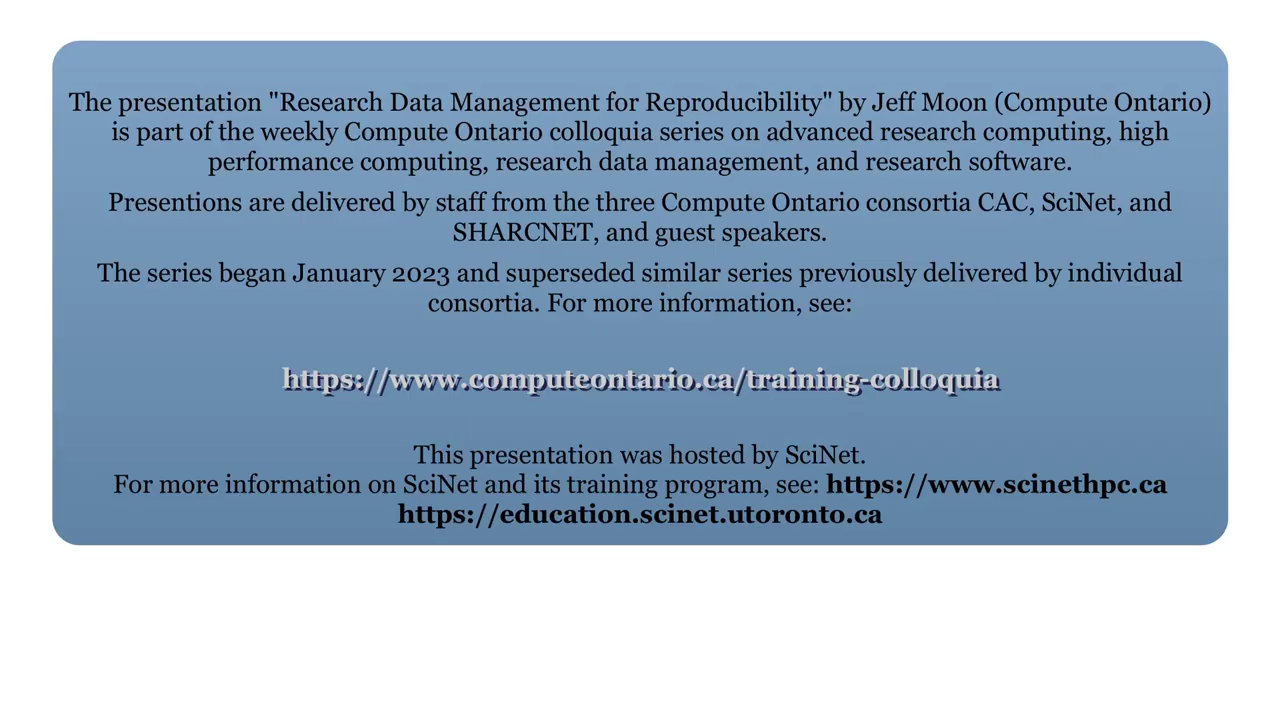 The presentation "Research Data Management for Reproducibility" by Jeff Moon (Compute Ontario)
is part of the weekly Compute Ontario colloquia series on advanced research computing, high
performance computing, research data management, and research software.
Presentions are delivered by staff from the three Compute Ontario consortia CAC, SciNet, and
SHARCNET, and guest speakers.
The series began January 2023 and superseded similar series previously delivered by individual
consortia. For more information, see:
https://www.computeontario.ca/training-colloquia
This presentation was hosted by SciNet.
For more information on SciNet and its training program, see: https://www.scinethpc.ca
https://education.scinet.utoronto.ca